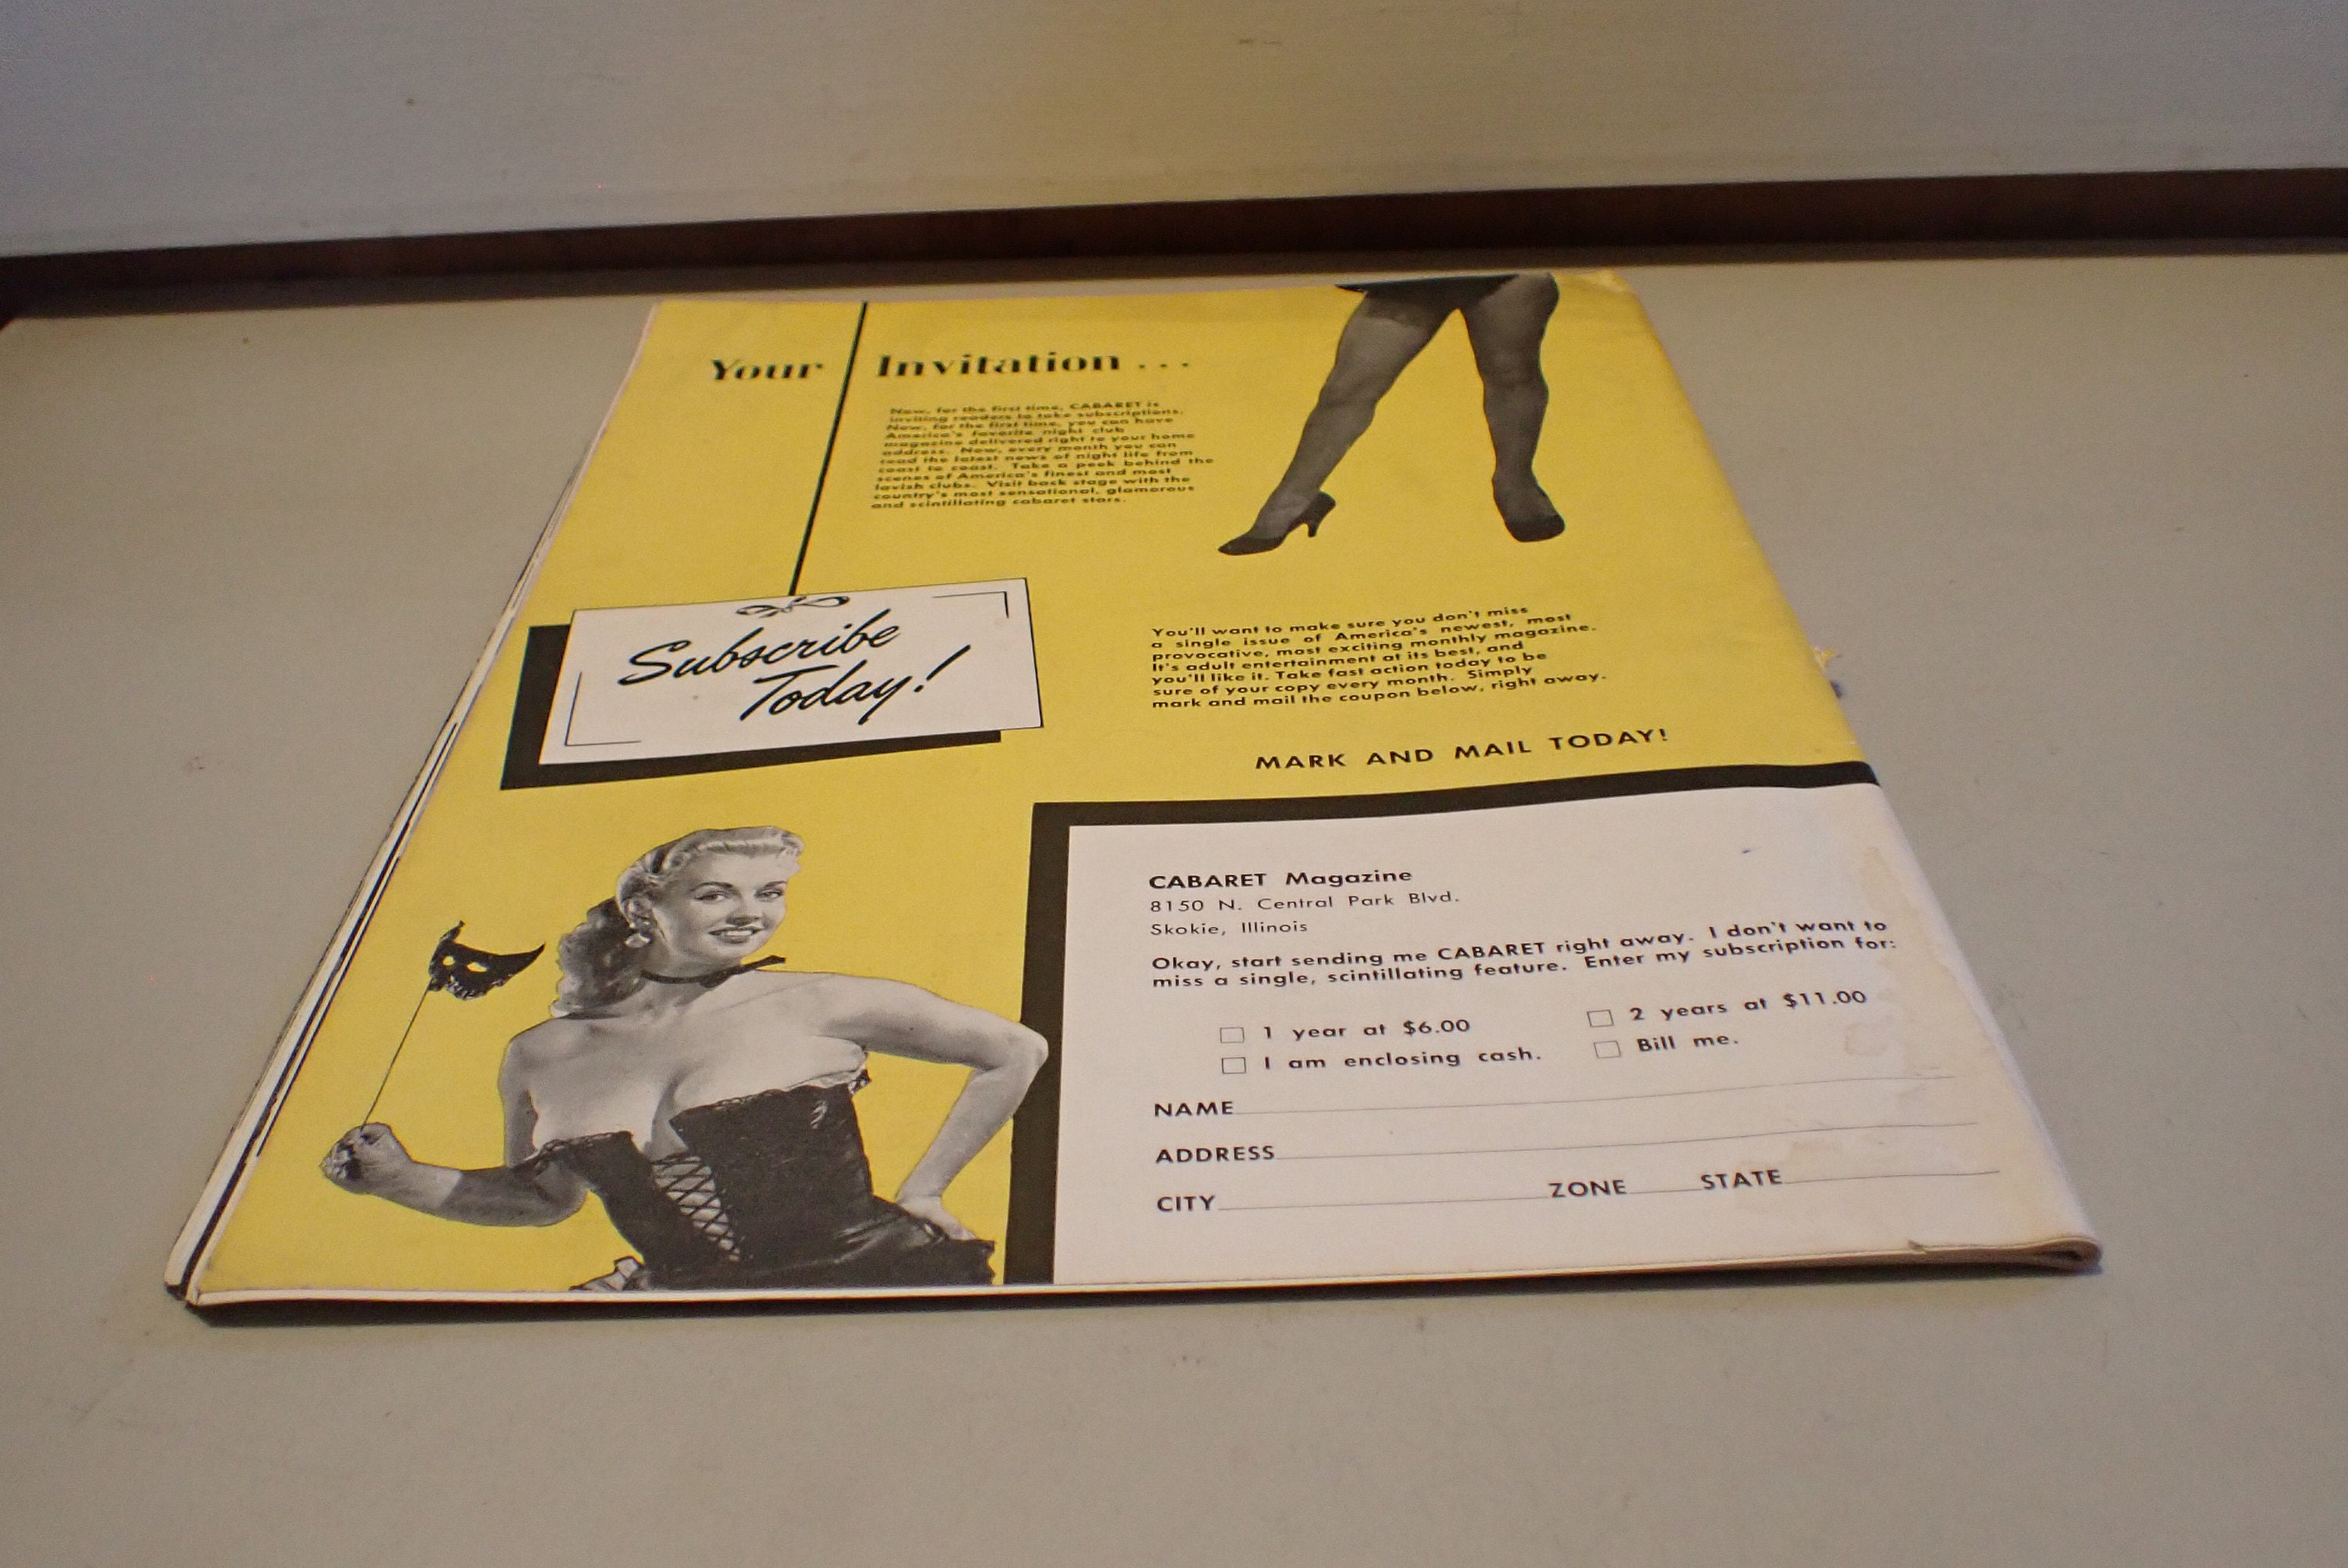 Your Invitation ...
Now, for the first time, CABARET is
inviting readers to take subscriptions.
Now, for the first time, you can have
America's favorite night club
magazine delivered right to your home
address. Now, every month you can
read the latest news of night life from
coast to coast. Take a peek behind the
scenes of America's finest and most
lavish clubs. Visit back stage with the
country's most sensational, glamorous
and scintillating cabaret stars.
Subscribe
Today!
You'll want to make sure you don't miss
a single issue of America's newest, most
provocative, most exciting monthly magazine.
It's adult entertainment at its best, and
you'll like it. Take fast action today to be
sure of your copy every month. Simply
mark and mail the coupon below, right away.
MARK AND MAIL TODAY!
CABARET Magazine
8150 N. Central Park Blvd.
Skokie, Illinois
Okay, start sending me CABARET right away. I don't want to
miss a single, scintillating feature. Enter my subscription for:
1 year at $6.00 2 years at $11.00
I am enclosing cash. Bill me.
NAME
ADDRESS
CITY ZONE STATE